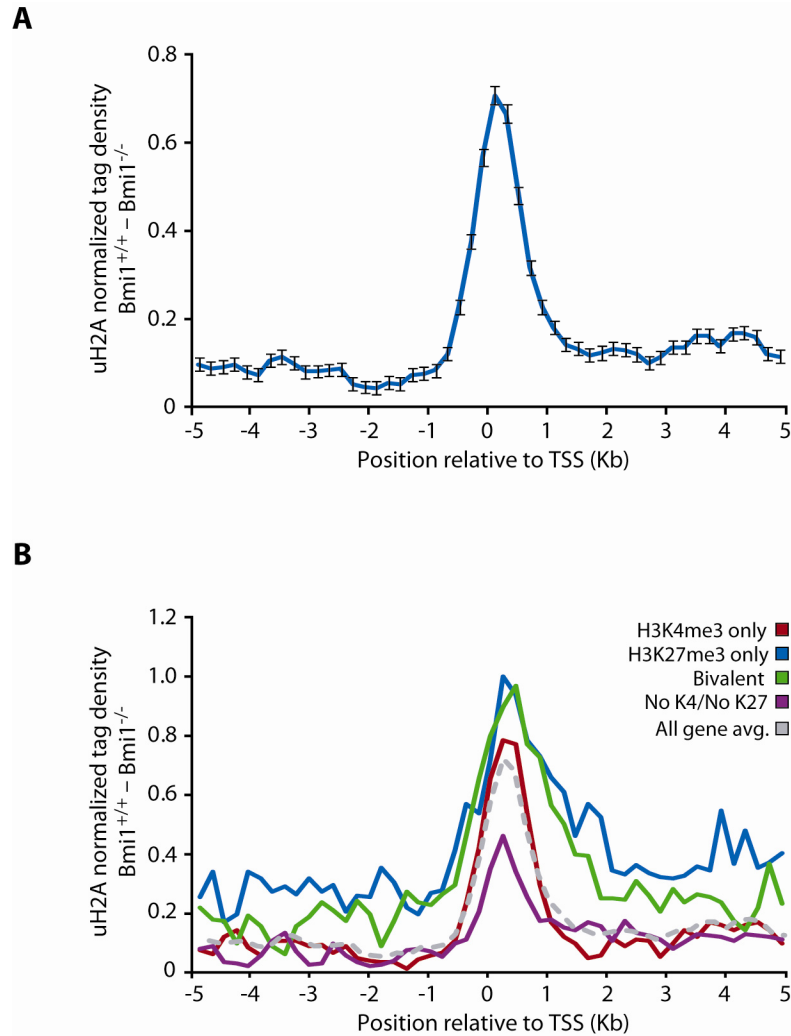 A
0.8
0.6
0.4
0.2
0
uH2A normalized tag density
Bmi1+/+ – Bmi1-/-
-5 -4 -3 -2 -1 0 1 2 3 4 5
Position relative to TSS (Kb)
B
1.2
1.0
0.8
0.6
0.4
0.2
0
uH2A normalized tag density
Bmi1+/+ – Bmi1-/-
H3K4me3 only
H3K27me3 only
Bivalent
No K4/No K27
All gene avg.
-5 -4 -3 -2 -1 0 1 2 3 4 5
Position relative to TSS (Kb)